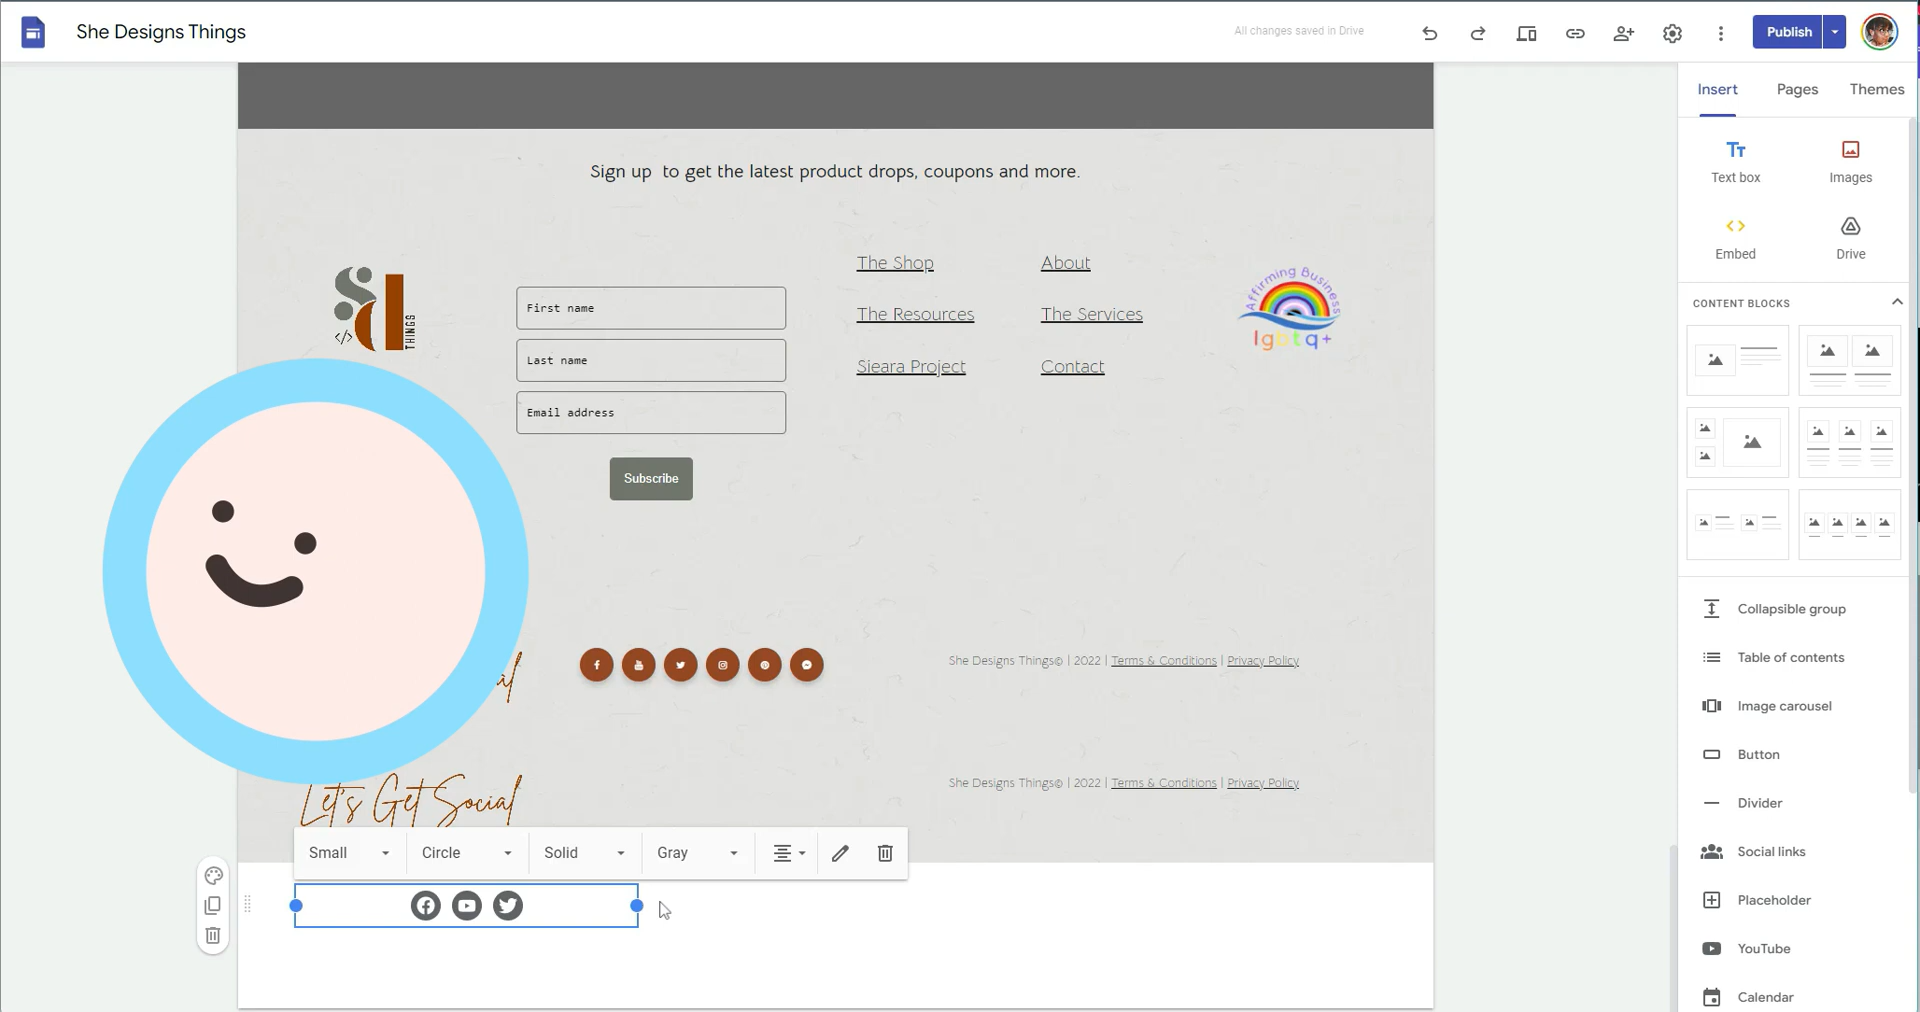 She Designs Things
All changes saved in Drive
Publish
Insert
Pages
Themes
Sign up to get the latest product drops, coupons and more.
Text box
Images
Embed
Drive
CONTENT BLOCKS
THINGS
</>
First name
Last name
Email address
Subscribe
The Shop
About
The Resources
The Services
Sieara Project
Contact
Affirming Business
lgbtq+
She Designs Things© | 2022 | Terms & Conditions | Privacy Policy
Let's Get Social
She Designs Things© | 2022 | Terms & Conditions | Privacy Policy
Small
Circle
Solid
Gray
Collapsible group
Table of contents
Image carousel
Button
Divider
Social links
Placeholder
YouTube
Calendar